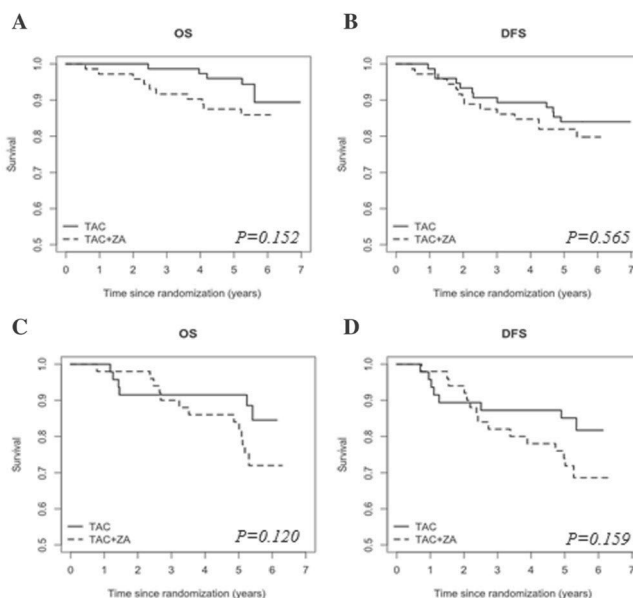 A
OS
Survival
1.0
0.9
0.8
0.7
0.6
0.5
TAC
TAC+ZA
P=0.152
0 1 2 3 4 5 6 7
Time since randomization (years)
B
DFS
Survival
1.0
0.9
0.8
0.7
0.6
0.5
TAC
TAC+ZA
P=0.565
0 1 2 3 4 5 6 7
Time since randomization (years)
C
OS
Survival
1.0
0.9
0.8
0.7
0.6
0.5
TAC
TAC+ZA
P=0.120
0 1 2 3 4 5 6 7
Time since randomization (years)
D
DFS
Survival
1.0
0.9
0.8
0.7
0.6
0.5
TAC
TAC+ZA
P=0.159
0 1 2 3 4 5 6 7
Time since randomization (years)